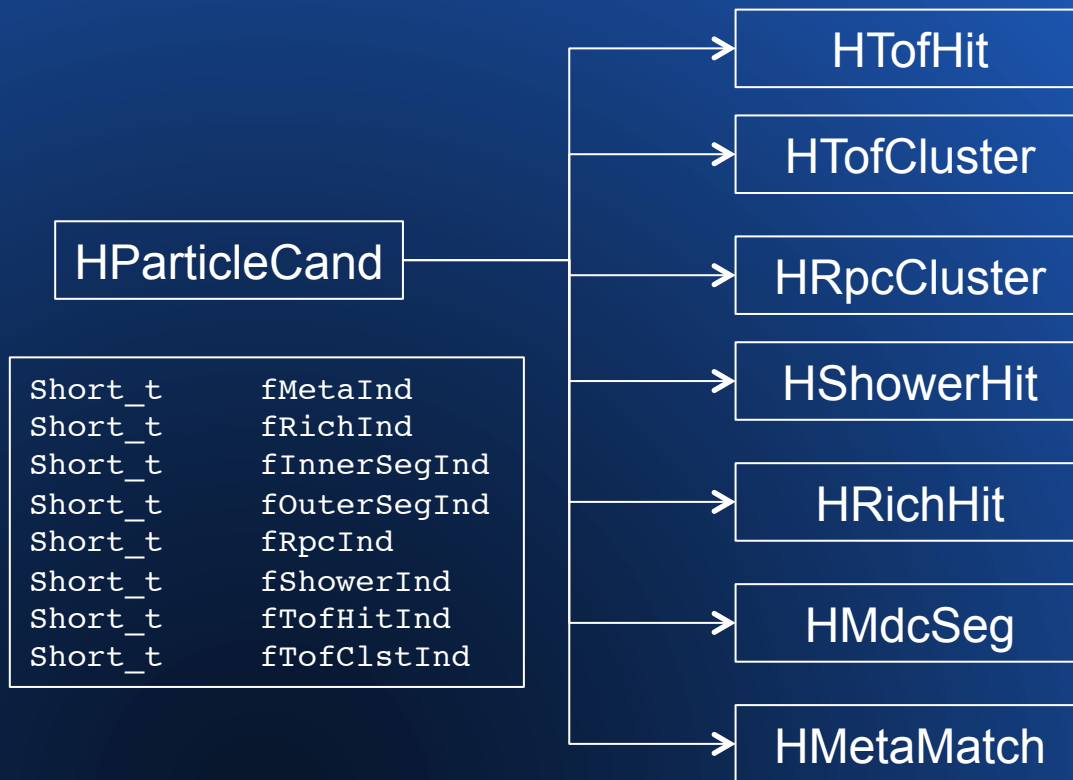 HParticleCand
Short_t fMetaInd
Short_t fRichInd
Short_t fInnerSegInd
Short_t fOuterSegInd
Short_t fRpcInd
Short_t fShowerInd
Short_t fTofHitInd
Short_t fTofClstInd
HTofHit
HTofCluster
HRpcCluster
HShowerHit
HRichHit
HMdcSeg
HMetaMatch